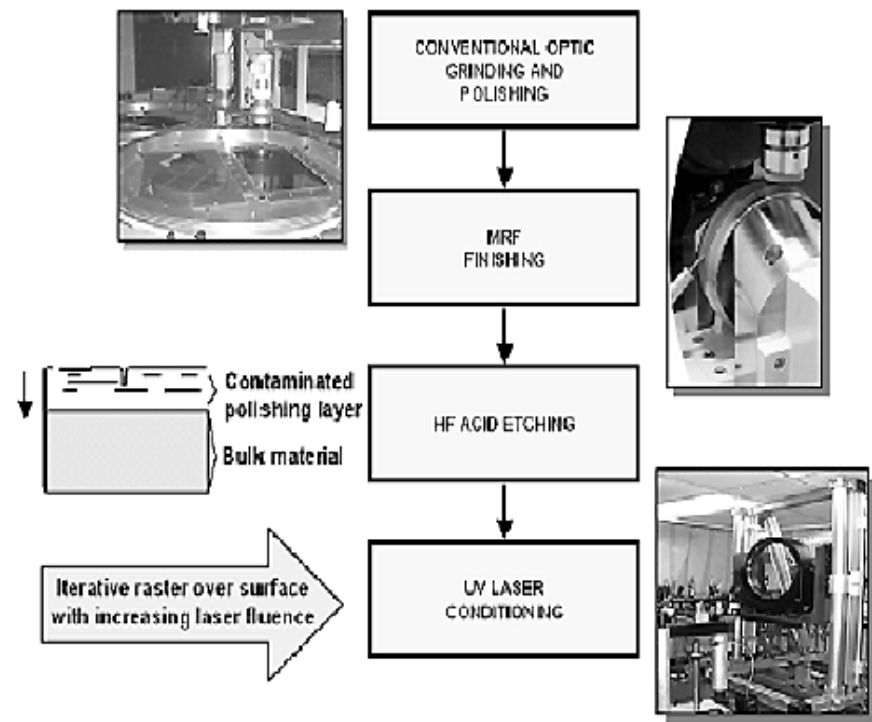 CONVENTIONAL OPTIC
GRINDING AND
POLISHING
MRF
FINISHING
Contaminated
polishing layer
Bulk material
HF ACID ETCHING
Iterative raster over surface
with increasing laser fluence
UV LASER
CONDITIONING